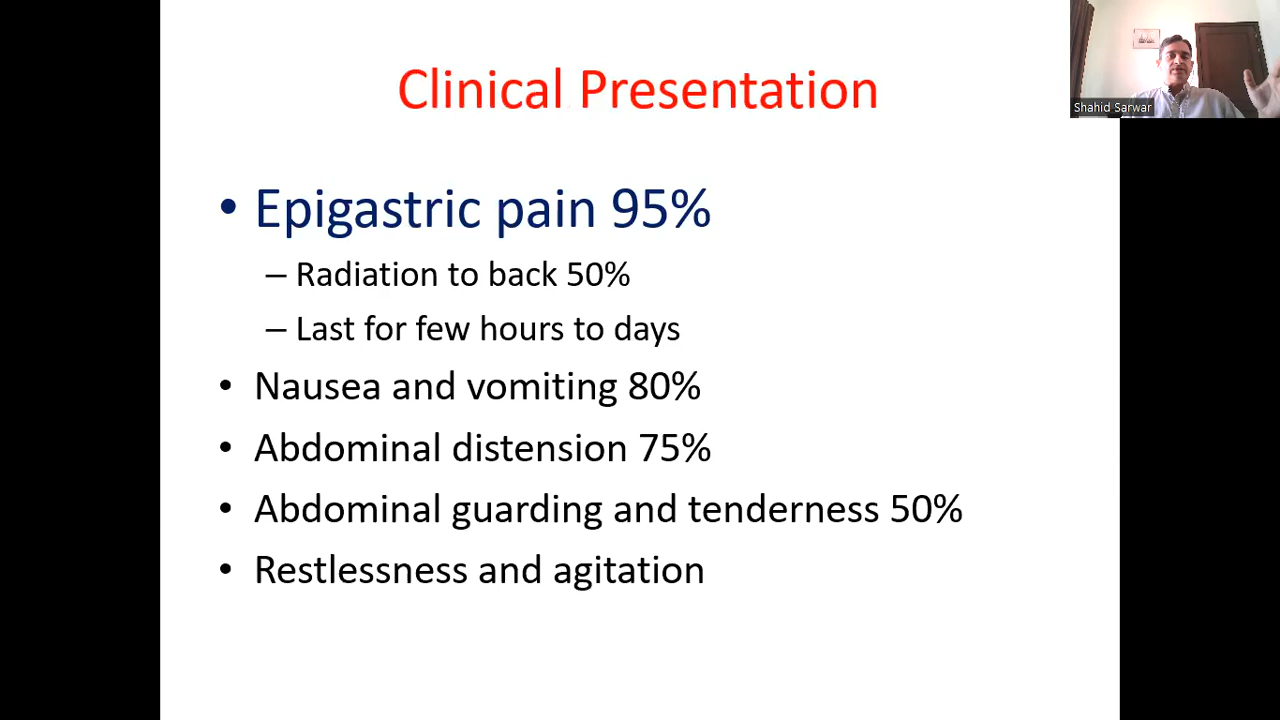 Clinical Presentation
Shahid Sarwar
• Epigastric pain 95%
– Radiation to back 50%
– Last for few hours to days
• Nausea and vomiting 80%
• Abdominal distension 75%
• Abdominal guarding and tenderness 50%
• Restlessness and agitation